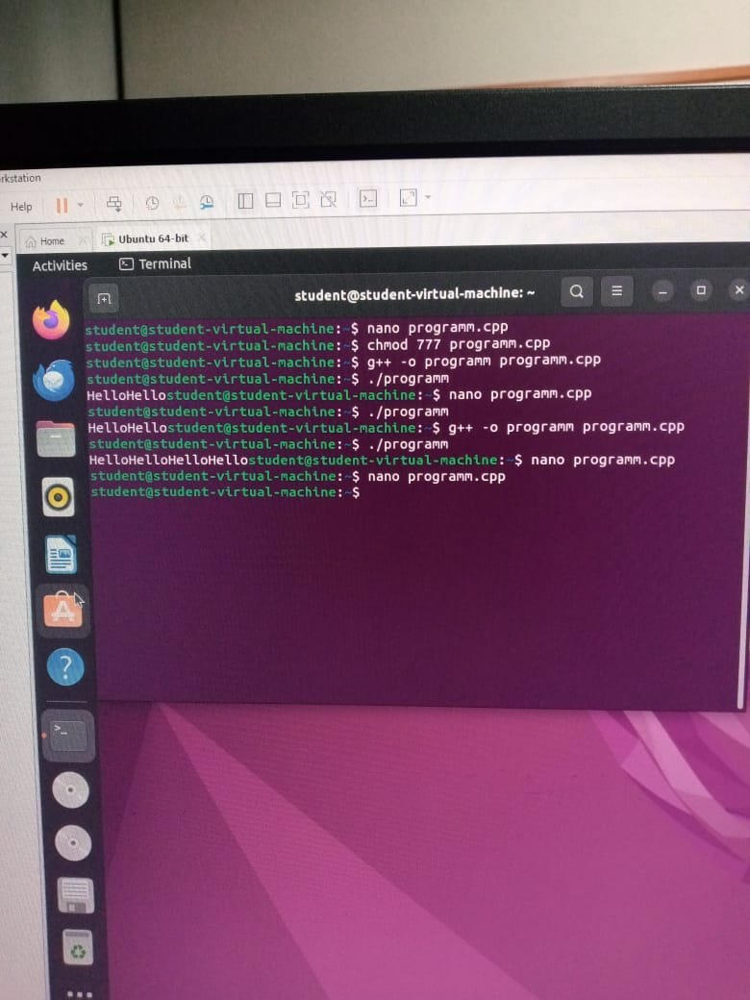 rkstation
Help
Home
Ubuntu 64-bit
Activities
Terminal
student@student-virtual-machine: ~
student@student-virtual-machine:~$ nano programm.cpp
student@student-virtual-machine:~$ chmod 777 programm.cpp
student@student-virtual-machine:~$ g++ -o programm programm.cpp
student@student-virtual-machine:~$ ./programm
HelloHellostudent@student-virtual-machine:~$ nano programm.cpp
student@student-virtual-machine:~$ ./programm
HelloHellostudent@student-virtual-machine:~$ g++ -o programm programm.cpp
student@student-virtual-machine:~$ ./programm
HelloHelloHelloHellostudent@student-virtual-machine:~$ nano programm.cpp
student@student-virtual-machine:~$ nano programm.cpp
student@student-virtual-machine:~$